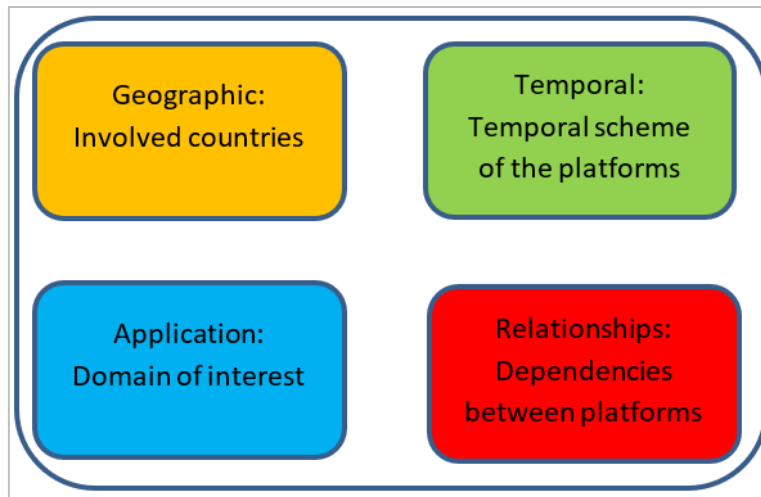 Geographic:
Involved countries
Temporal:
Temporal scheme
of the platforms
Application:
Domain of interest
Relationships:
Dependencies
between platforms